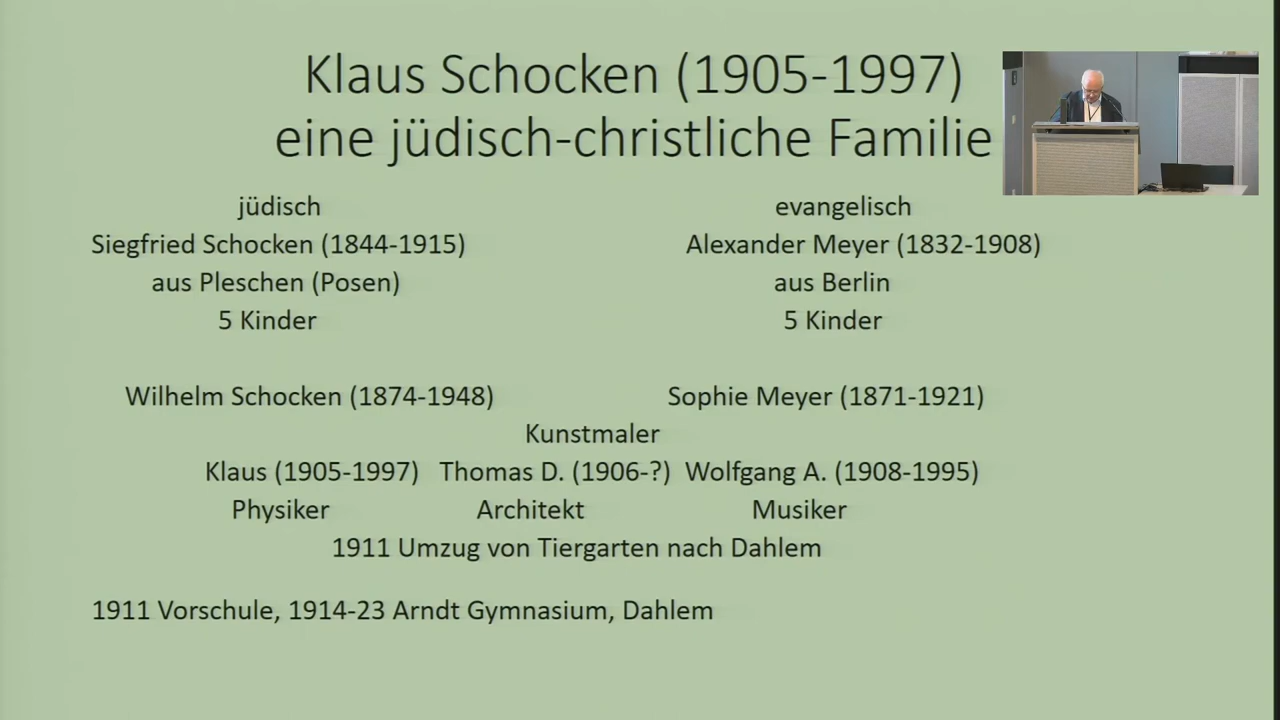 Klaus Schocken (1905-1997)
eine jüdisch-christliche Familie
jüdisch evangelisch
Siegfried Schocken (1844-1915) Alexander Meyer (1832-1908)
aus Pleschen (Posen) aus Berlin
5 Kinder 5 Kinder
Wilhelm Schocken (1874-1948) Sophie Meyer (1871-1921)
Kunstmaler
Klaus (1905-1997) Thomas D. (1906-?) Wolfgang A. (1908-1995)
Physiker Architekt Musiker
1911 Umzug von Tiergarten nach Dahlem
1911 Vorschule, 1914-23 Arndt Gymnasium, Dahlem